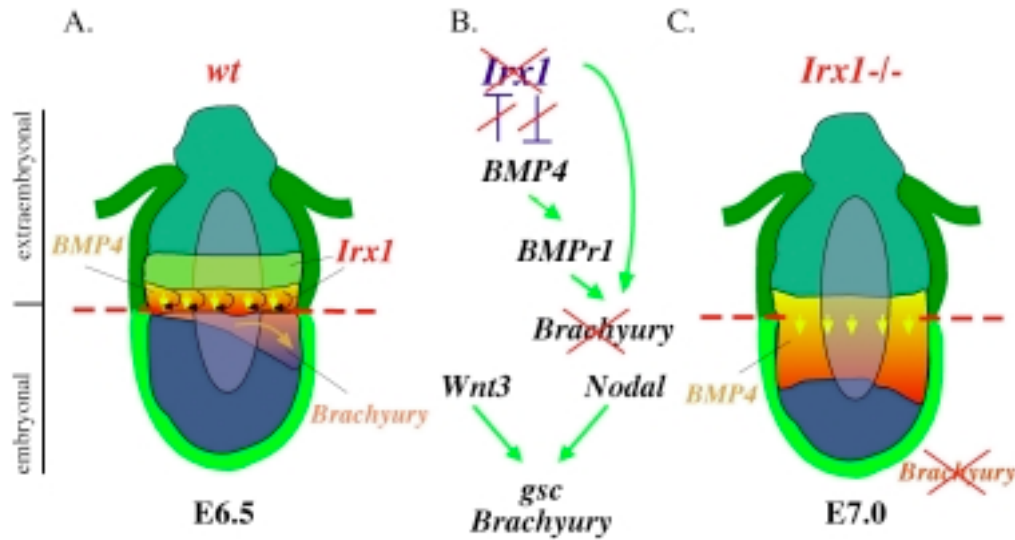 A.
wt
extraembryonal
embryonal
BMP4
Irx1
Brachyury
E6.5
B.
Irx1
BMP4
BMPr1
Brachyury
Wnt3 Nodal
gsc
Brachyury
C.
Irx1-/-
BMP4
Brachyury
E7.0